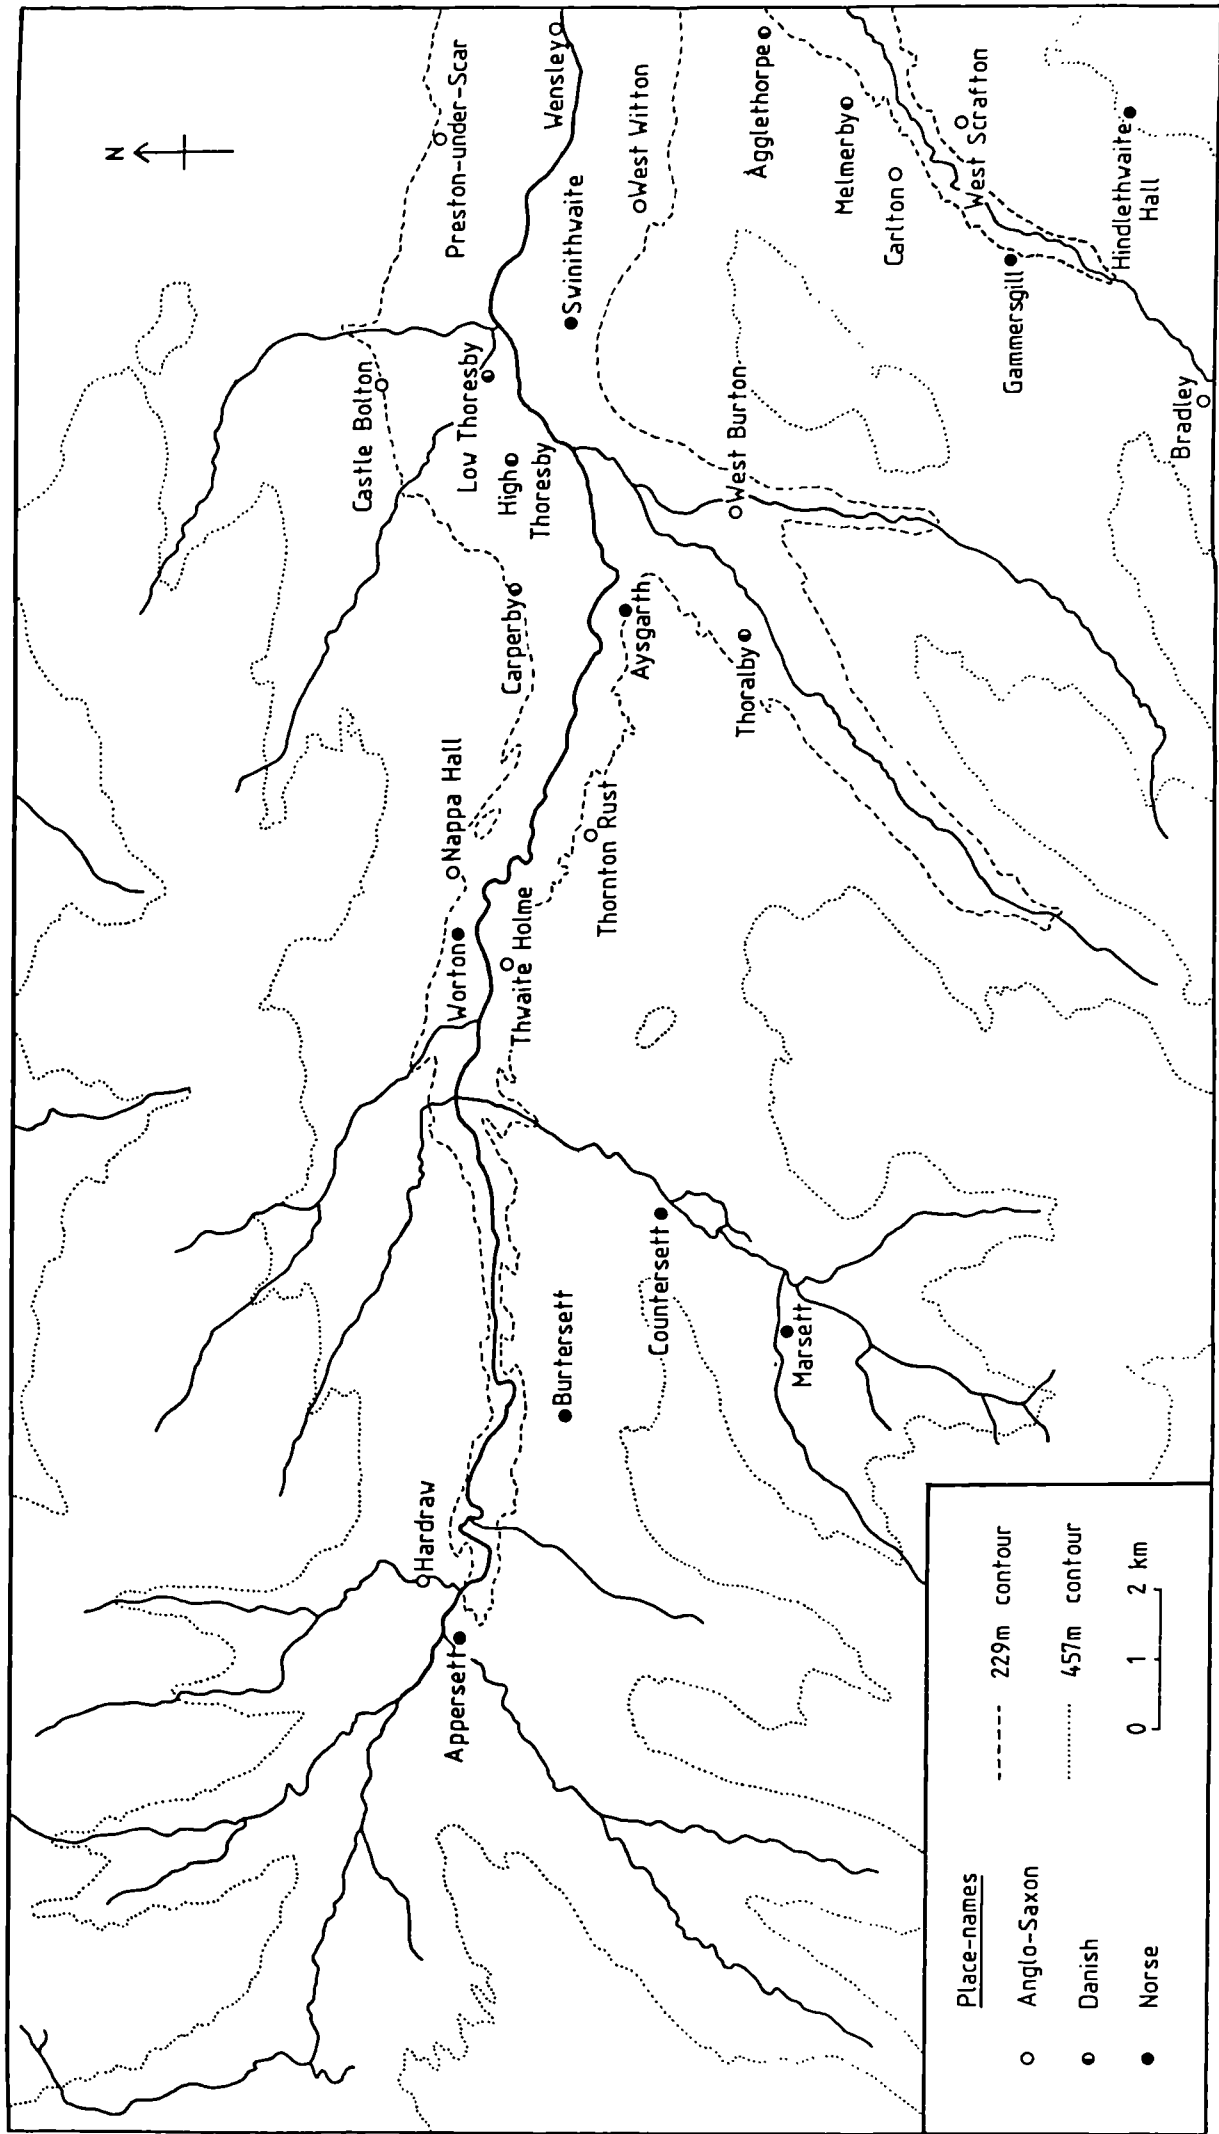 N
Preston-under-Scar
Wensley
Castle Bolton
Low Thoresby
High
Thoresby
Swinithwaite
West Witton
Agglethorpe
Melmerby
Carlton
West Scrafton
Gammersgill
Hindlethwaite
Hall
Bradley
West Burton
Carperby
Aysgarth
Thoralby
Nappa Hall
Thornton Rust
Worton
Thwaite Holme
Countersett
Marsett
Burtersett
Hardraw
Appersett
Place-names
Anglo-Saxon
Danish
Norse
229m contour
457m contour
0 1 2 km